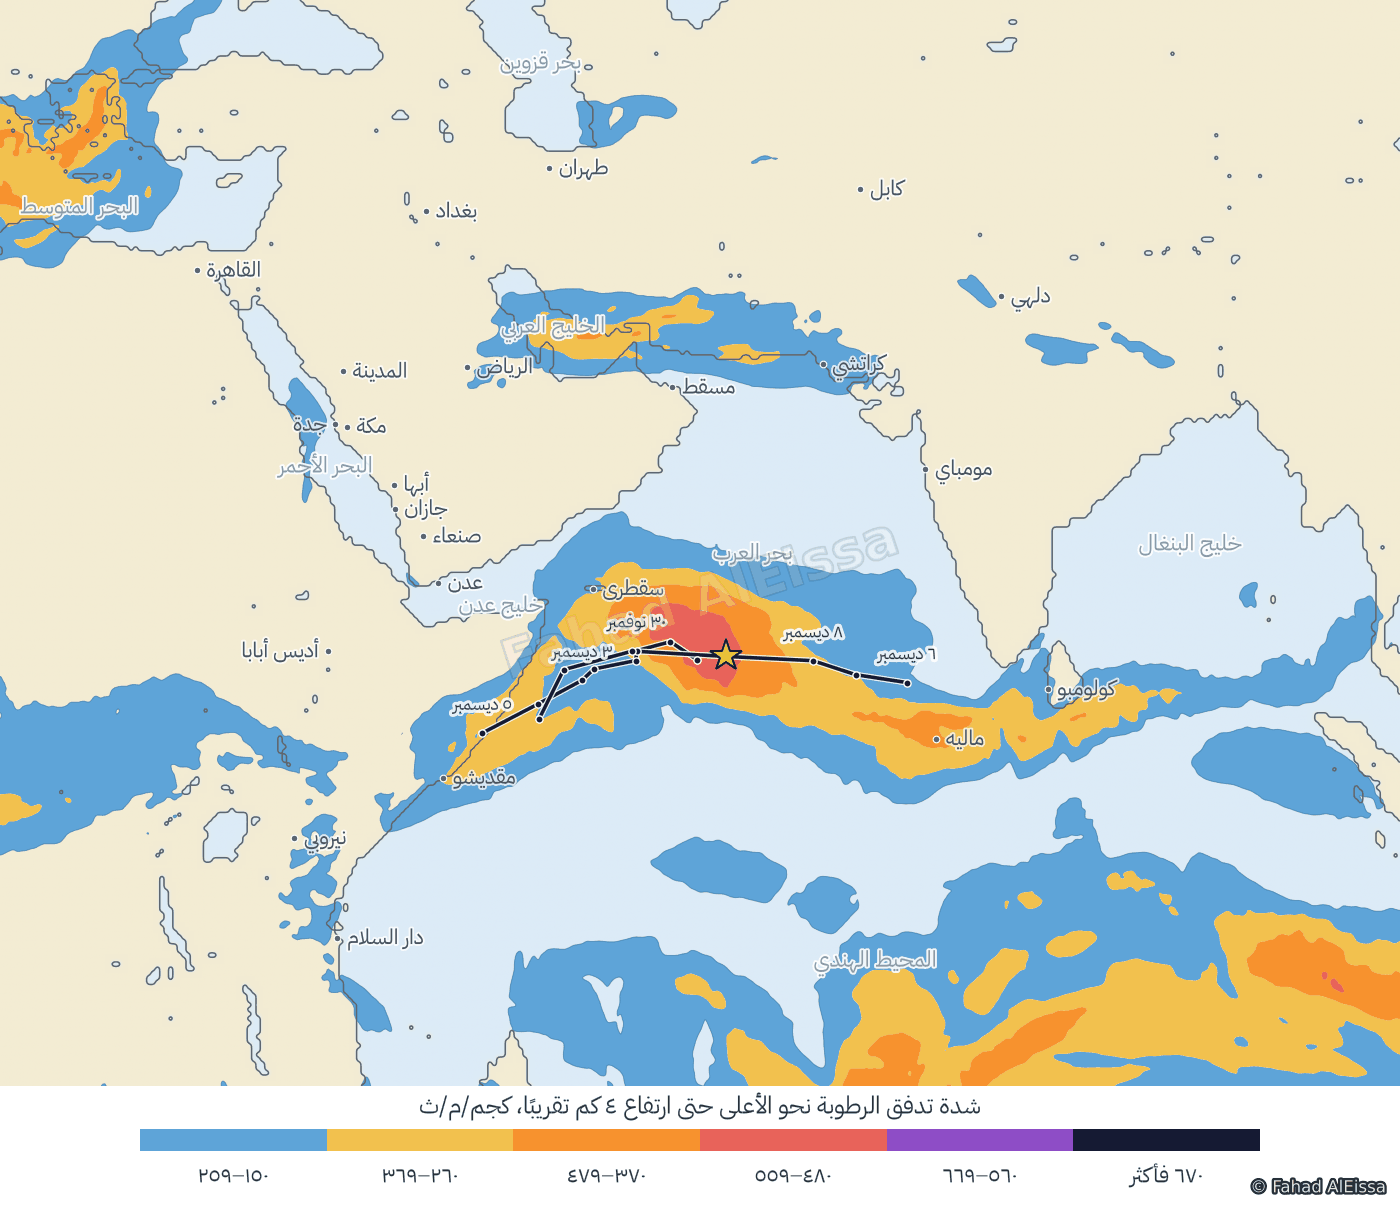 بحر قزوين
طهران
كابل
البحر المتوسط
بغداد
القاهرة
دلهي
الخليج العربي
كراتشي
الرياض
المدينة
مسقط
جدة
مكة
البحر الأحمر
مومباي
أبها
جازان
صنعاء
خليج البنغال
بحر العرب
Fahad AlEissa
عدن
خليج عدن
سقطرى
٣٠ نوفمبر
٨ ديسمبر
أديس أبابا
٣ ديسمبر
٦ ديسمبر
كولومبو
٥ ديسمبر
ماليه
مقديشو
نيروبي
دار السلام
المحيط الهندي
شدة تدفق الرطوبة نحو الأعلى حتى ارتفاع ٤ كم تقريبًا، كجم/م/ث
١٥٠–٢٥٩
٢٦٠–٣٦٩
٣٧٠–٤٧٩
٤٨٠–٥٥٩
٥٦٠–٦٦٩
٦٧٠ فأكثر
© Fahad AlEissa